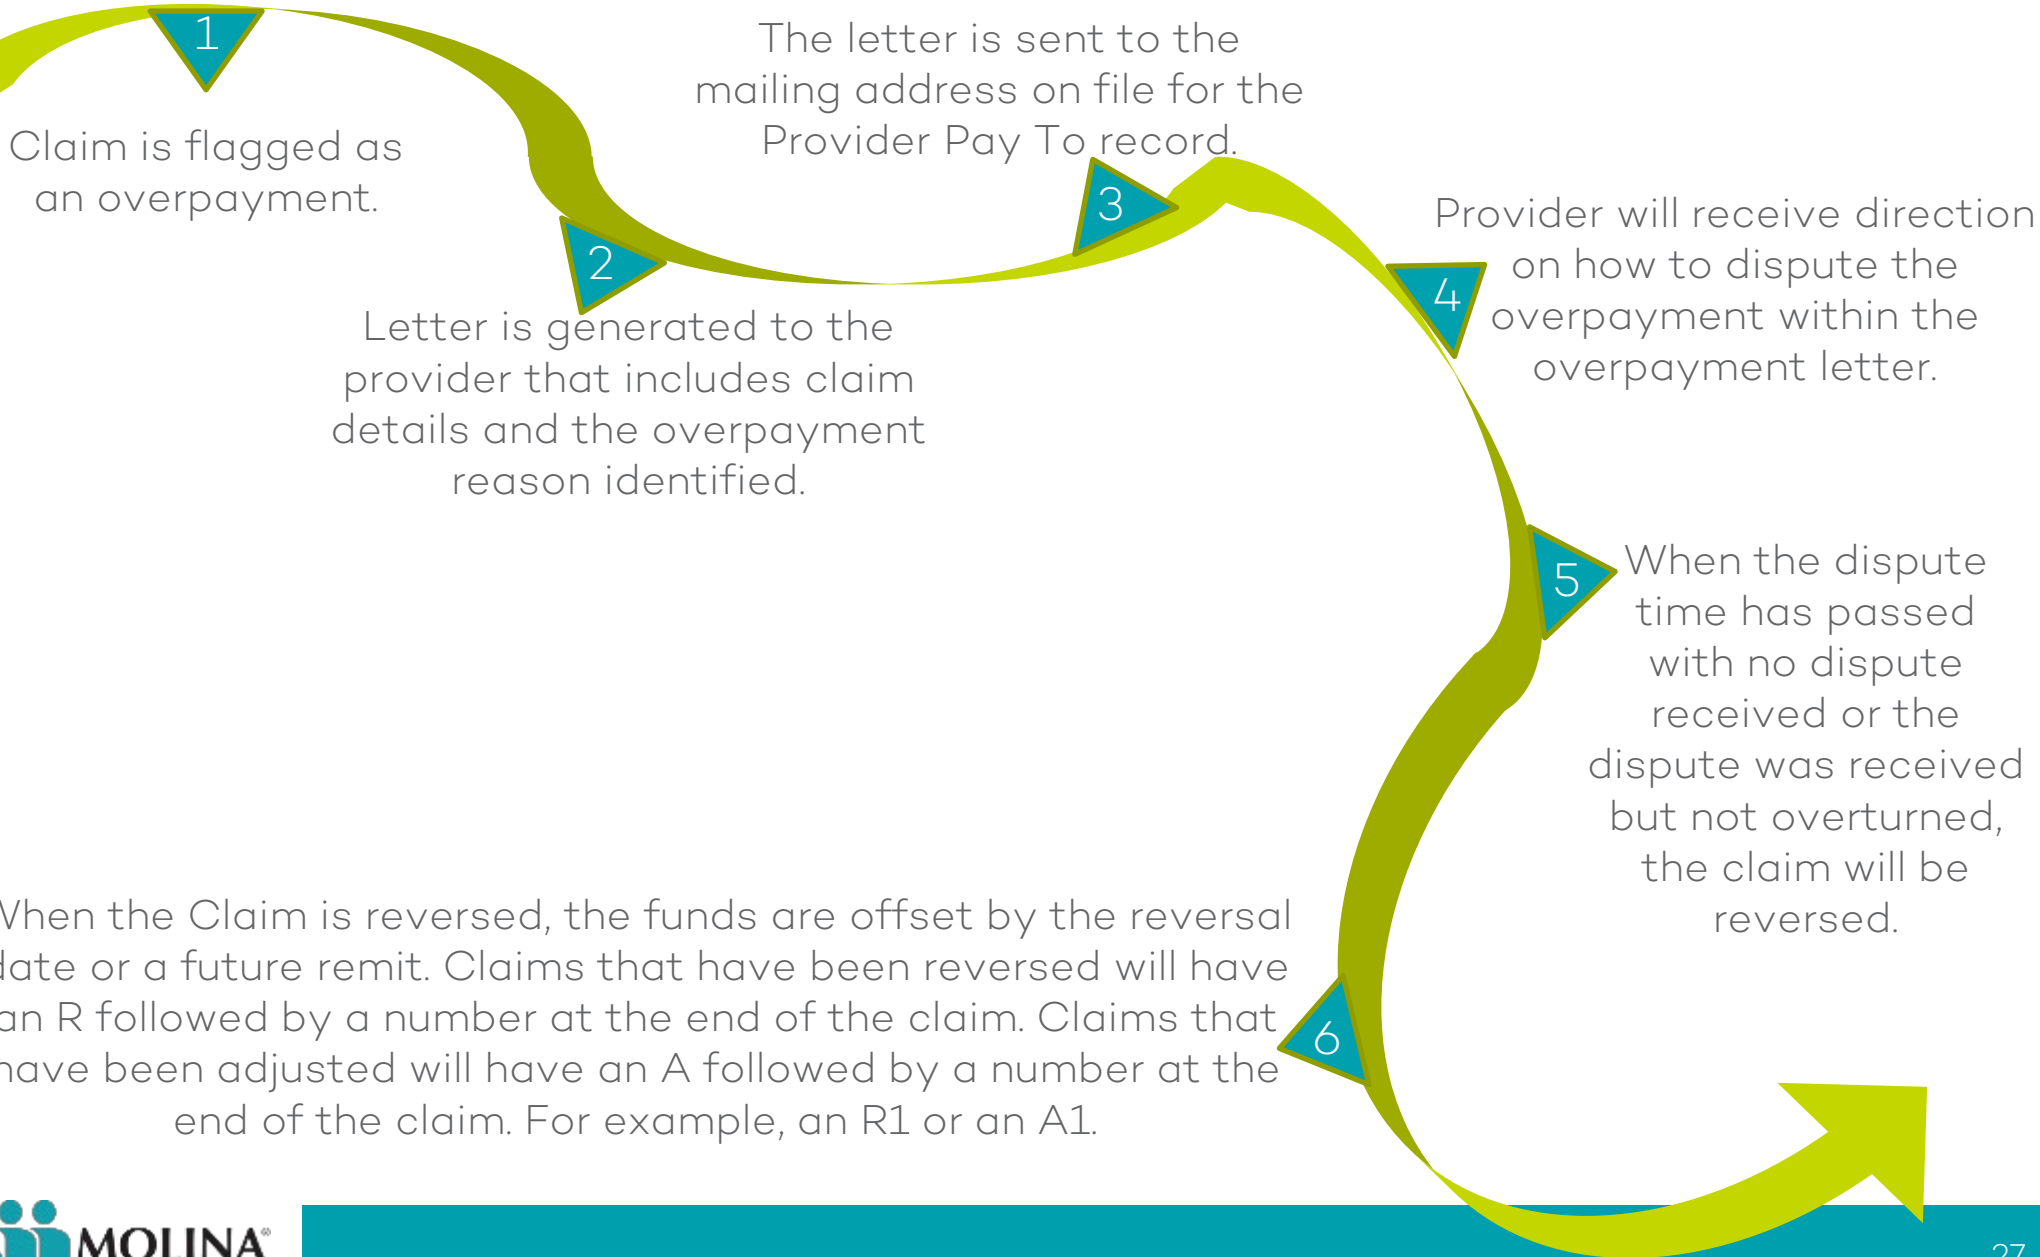 1
Claim is flagged as
an overpayment.
2
Letter is generated to the
provider that includes claim
details and the overpayment
reason identified.
The letter is sent to the
mailing address on file for the
Provider Pay To record.
3
4
Provider will receive direction
on how to dispute the
overpayment within the
overpayment letter.
5
When the dispute
time has passed
with no dispute
received or the
dispute was received
but not overturned,
the claim will be
reversed.
When the Claim is reversed, the funds are offset by the reversal
date or a future remit. Claims that have been reversed will have
an R followed by a number at the end of the claim. Claims that
have been adjusted will have an A followed by a number at the
end of the claim. For example, an R1 or an A1.
6
MOLINA®
27